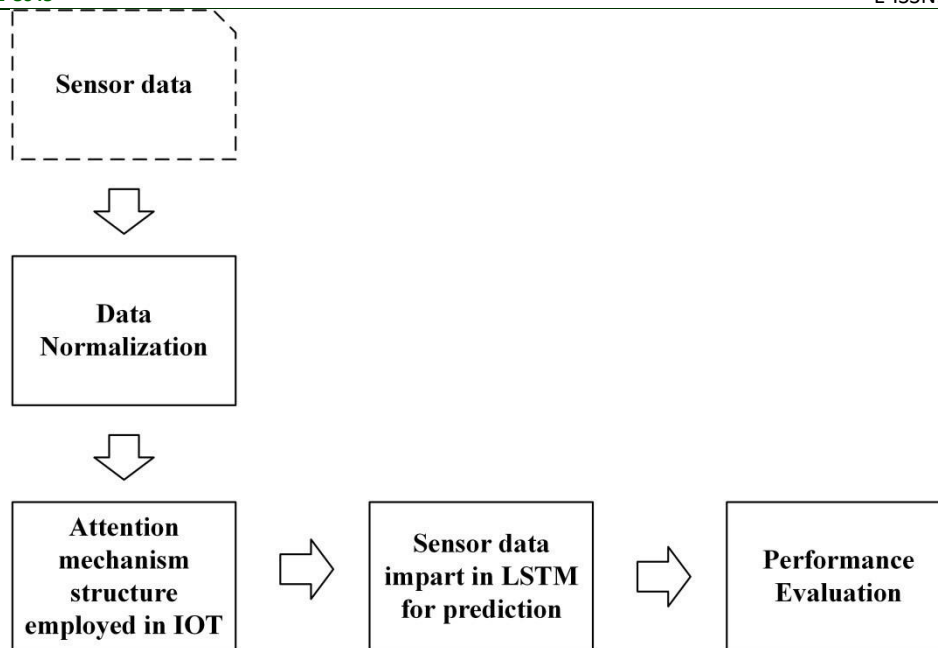 Sensor data
Data
Normalization
Attention
mechanism
structure
employed in IOT
Sensor data
impart in LSTM
for prediction
Performance
Evaluation